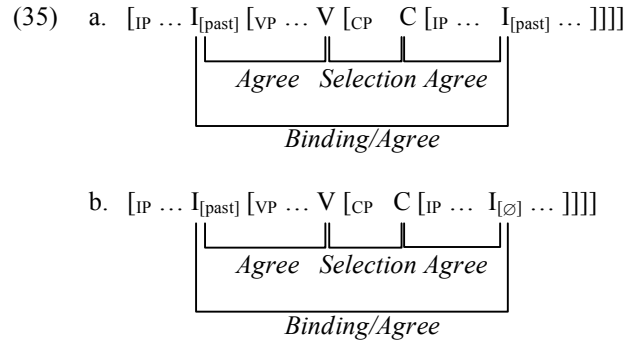 (35) a. [IP … I[past] [VP … V [CP C [IP … I[past] … ]]]]
Agree Selection Agree
Binding/Agree
b. [IP … I[past] [VP … V [CP C [IP … I[∅] … ]]]]
Agree Selection Agree
Binding/Agree